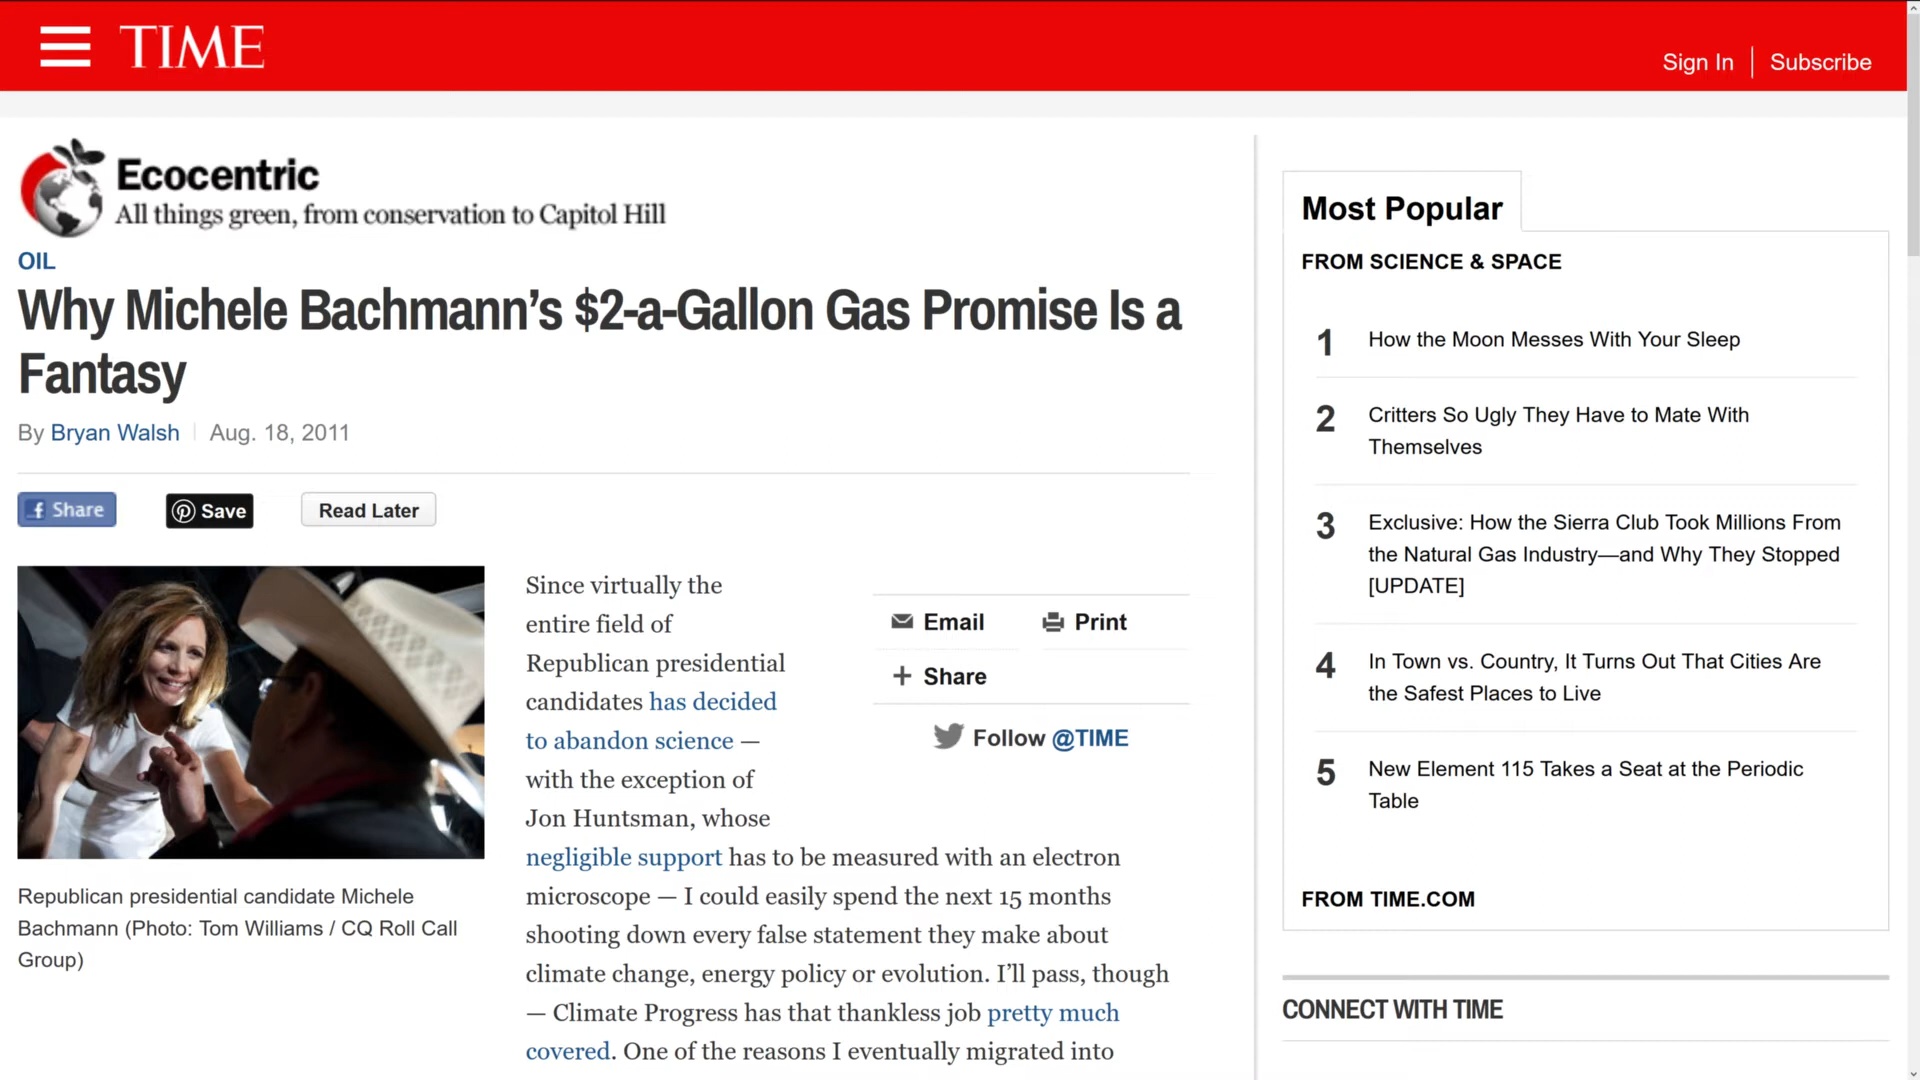 TIME
Sign In
Subscribe
Ecocentric
All things green, from conservation to Capitol Hill
OIL
Why Michele Bachmann’s $2-a-Gallon Gas Promise Is a
Fantasy
By Bryan Walsh
Aug. 18, 2011
f Share
Save
Read Later
Republican presidential candidate Michele
Bachmann (Photo: Tom Williams / CQ Roll Call
Group)
Since virtually the
entire field of
Republican presidential
candidates has decided
to abandon science —
with the exception of
Jon Huntsman, whose
negligible support has to be measured with an electron
microscope — I could easily spend the next 15 months
shooting down every false statement they make about
climate change, energy policy or evolution. I’ll pass, though
— Climate Progress has that thankless job pretty much
covered. One of the reasons I eventually migrated into
Email
Print
+ Share
Follow @TIME
Most Popular
FROM SCIENCE & SPACE
1 How the Moon Messes With Your Sleep
2 Critters So Ugly They Have to Mate With
Themselves
3 Exclusive: How the Sierra Club Took Millions From
the Natural Gas Industry—and Why They Stopped
[UPDATE]
4 In Town vs. Country, It Turns Out That Cities Are
the Safest Places to Live
5 New Element 115 Takes a Seat at the Periodic
Table
FROM TIME.COM
CONNECT WITH TIME